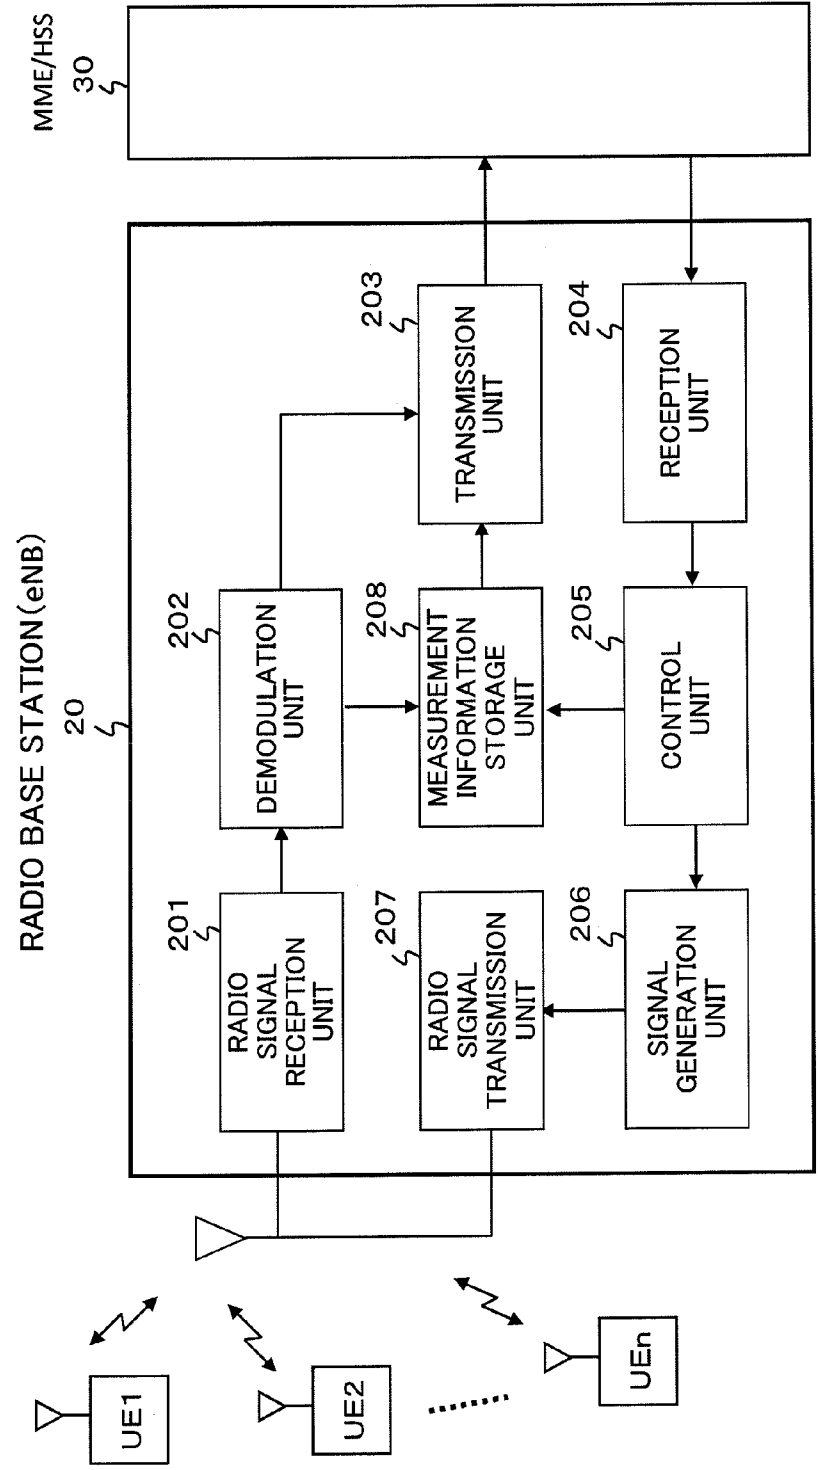 RADIO BASE STATION(eNB)
20
MME/HSS
30
201
RADIO
SIGNAL
RECEPTION
UNIT
202
DEMODULATION
UNIT
207
RADIO
SIGNAL
TRANSMISSION
UNIT
208
MEASUREMENT
INFORMATION
STORAGE
UNIT
203
TRANSMISSION
UNIT
206
SIGNAL
GENERATION
UNIT
205
CONTROL
UNIT
204
RECEPTION
UNIT
UE1
UE2
UEn